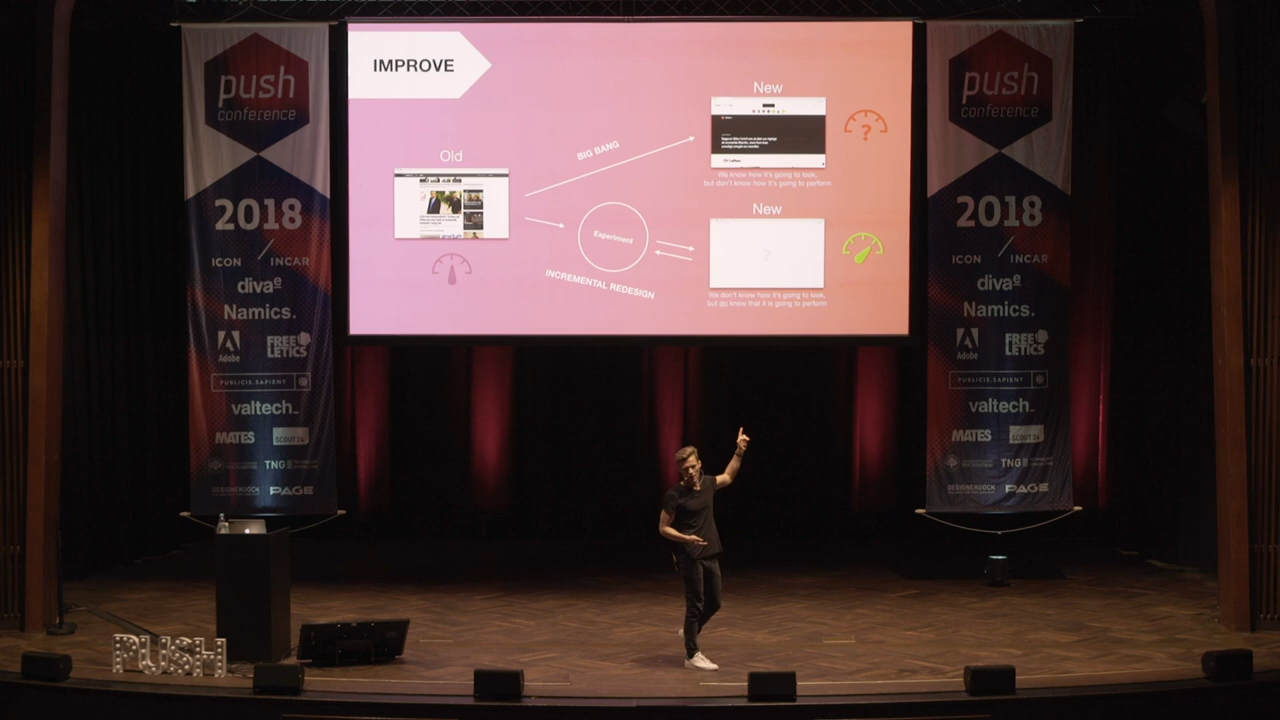 push
conference
2018
ICON / INCAR
divae
Namics.
Adobe
FREE
LETICS
PUBLICIS.SAPIENT
valtech_
MATES
SCOUT24
TNG
DESIGNERDOCK
PAGE
IMPROVE
Old
BIG BANG
New
We know how it's going to look,
but don't know how it's going to perform
Experiment
INCREMENTAL REDESIGN
New
?
We don't know how it's going to look,
but do know that it is going to perform
?
push
conference
2018
ICON / INCAR
divae
Namics.
Adobe
FREE
LETICS
PUBLICIS.SAPIENT
valtech_
MATES
SCOUT24
TNG
DESIGNERDOCK
PAGE
PUSH